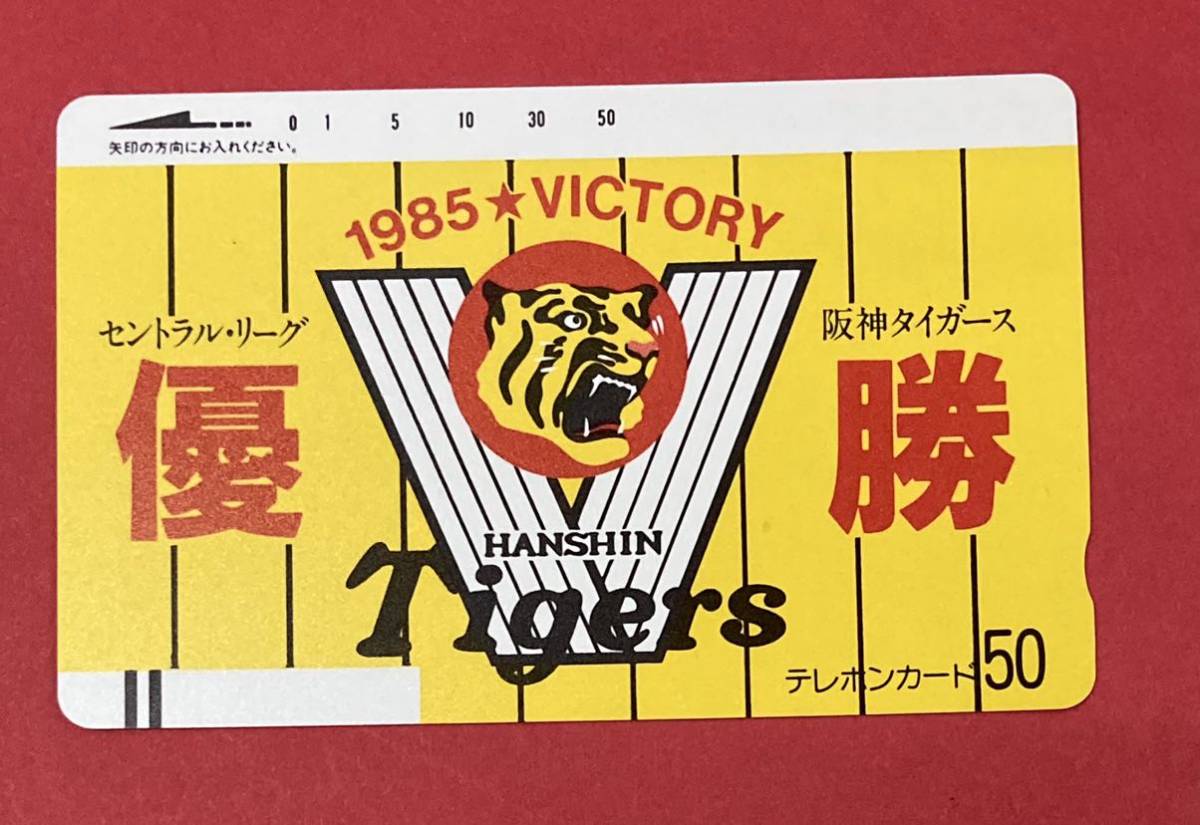 0 1 5 10 30 50
矢印の方向にお入れください。
1985★VICTORY
セントラル・リーグ
優
阪神タイガース
勝
HANSHIN
Tigers
テレホンカード50